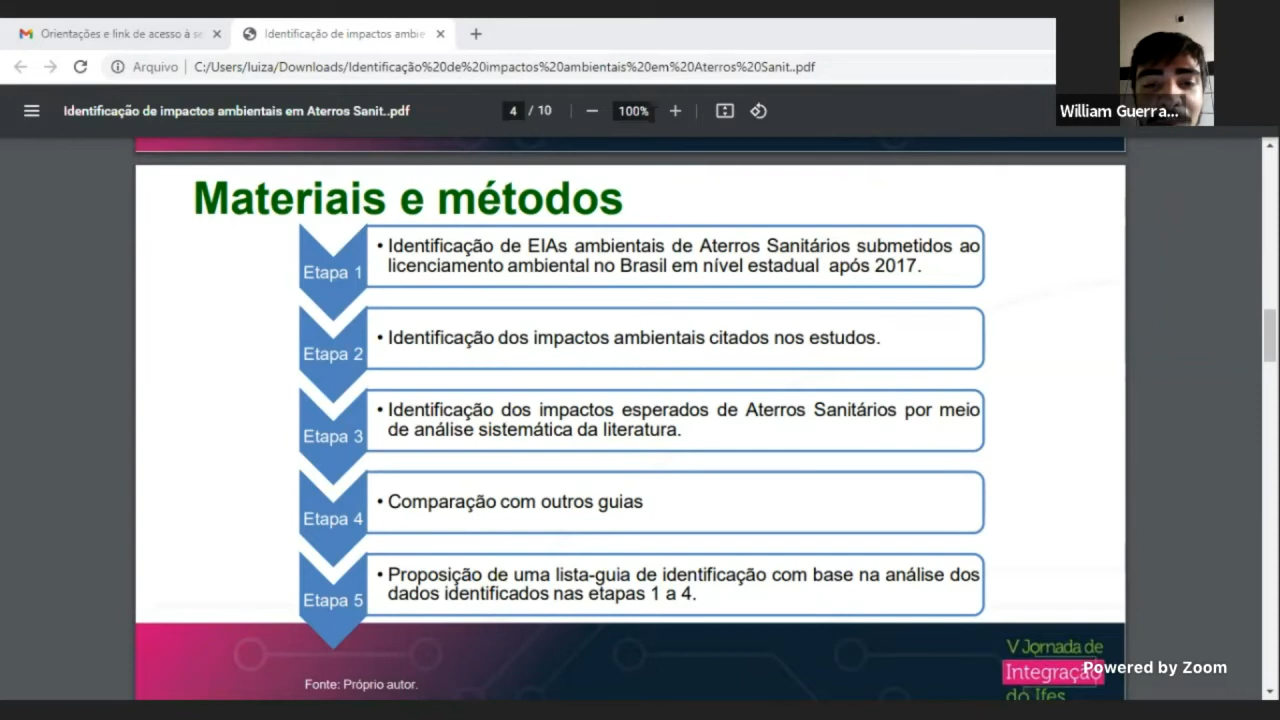 Orientações e link de acesso à se
Identificação de impactos ambie
Arquivo
C:/Users/luiza/Downloads/Identificação%20de%20impactos%20ambientais%20em%20Aterros%20Sanit..pdf
William Guerra...
Identificação de impactos ambientais em Aterros Sanit..pdf
4 / 10
100%
Materiais e métodos
Etapa 1
• Identificação de EIAs ambientais de Aterros Sanitários submetidos ao
licenciamento ambiental no Brasil em nível estadual após 2017.
Etapa 2
• Identificação dos impactos ambientais citados nos estudos.
Etapa 3
• Identificação dos impactos esperados de Aterros Sanitários por meio
de análise sistemática da literatura.
Etapa 4
• Comparação com outros guias
Etapa 5
• Proposição de uma lista-guia de identificação com base na análise dos
dados identificados nas etapas 1 a 4.
Fonte: Próprio autor.
V Jornada de
Integração
do Ifes
Powered by Zoom